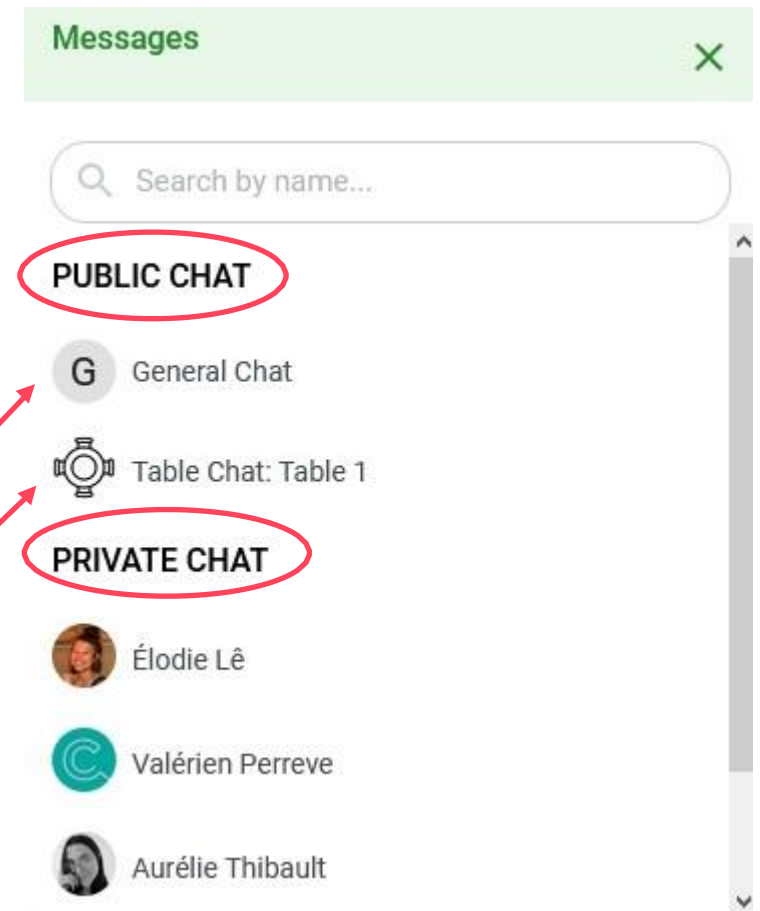 Messages
Search by name...
PUBLIC CHAT
G General Chat
Table Chat: Table 1
PRIVATE CHAT
Élodie Lê
Valérien Perreve
Aurélie Thibault